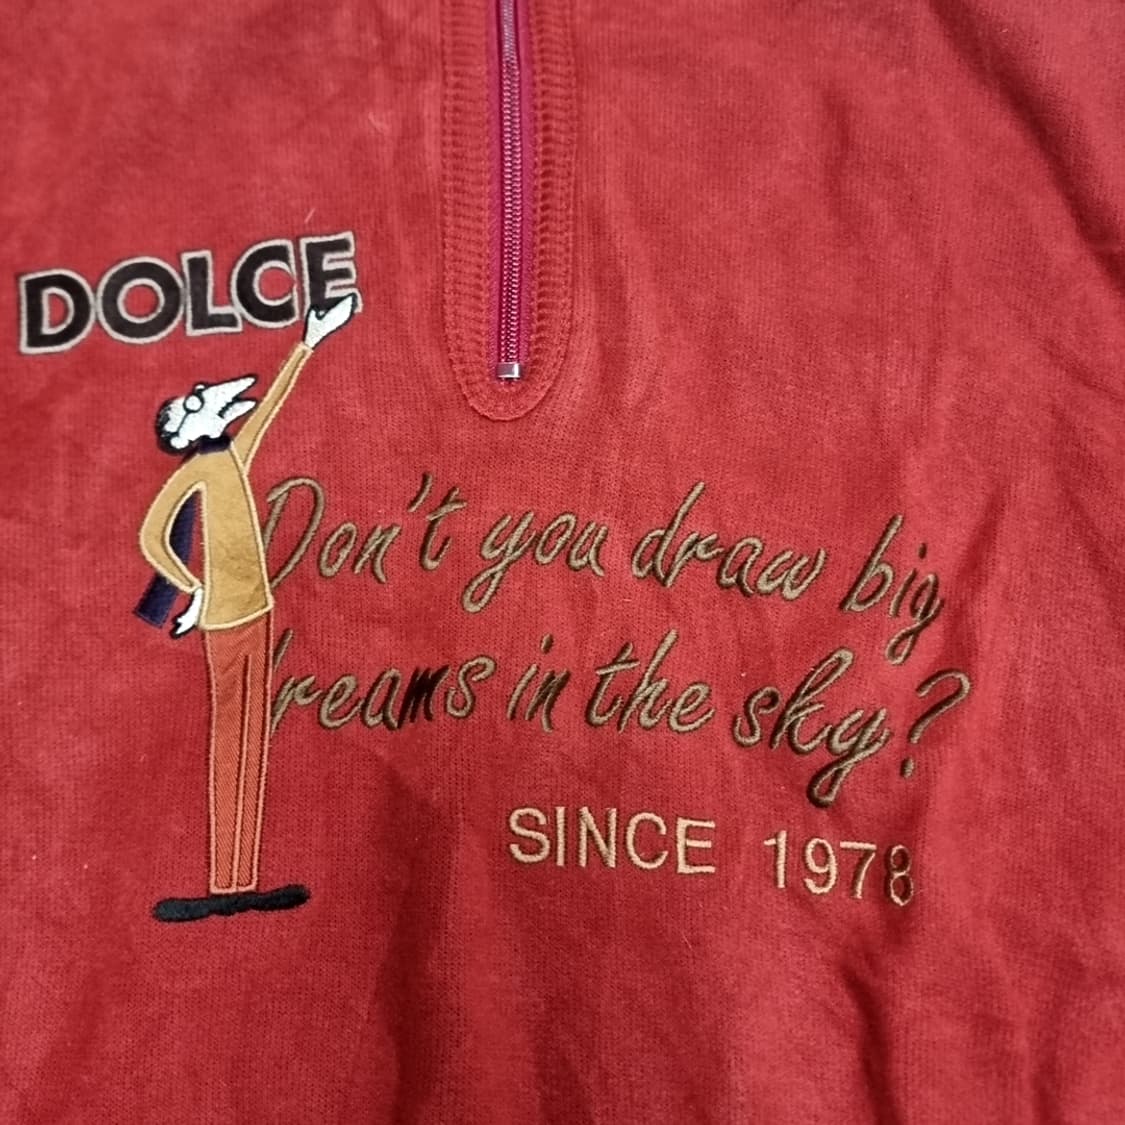 DOLCE
Don't you draw big
dreams in the sky?
SINCE 1978